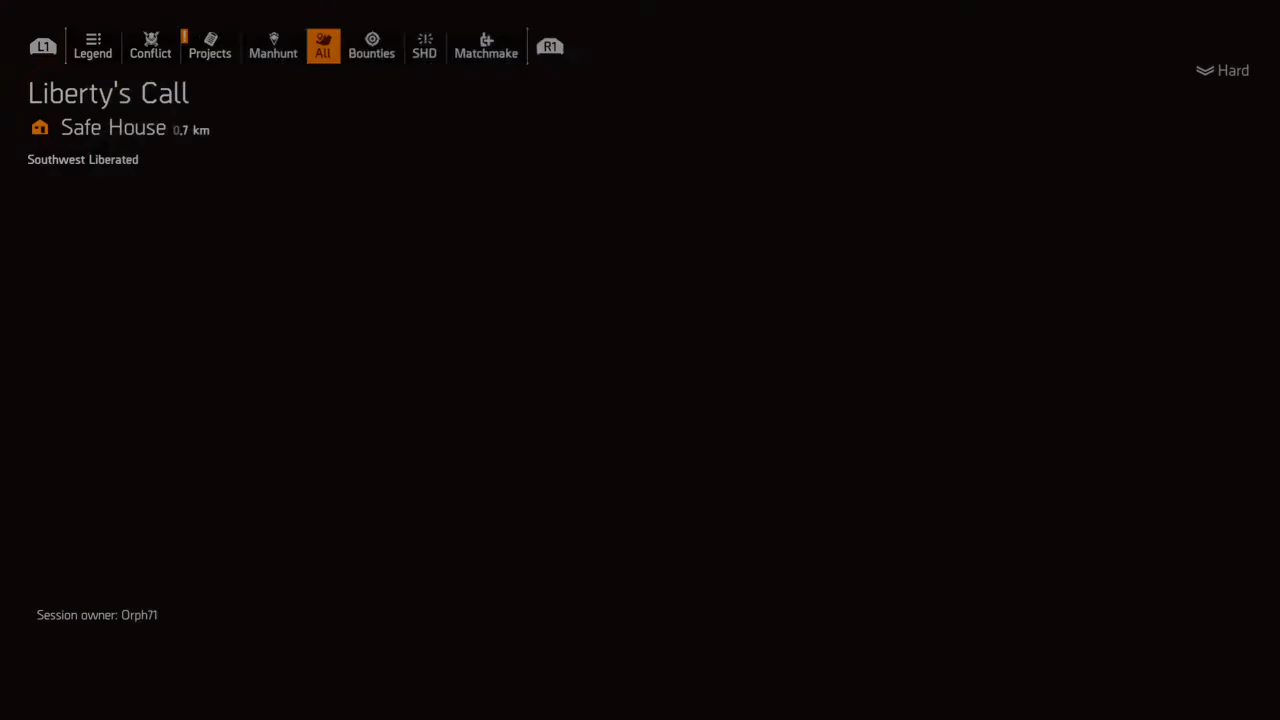 L1 Legend Conflict Projects Manhunt All Bounties SHD Matchmake R1
Hard
Liberty's Call
Safe House 0.7 km
Southwest Liberated
Session owner: Orph71